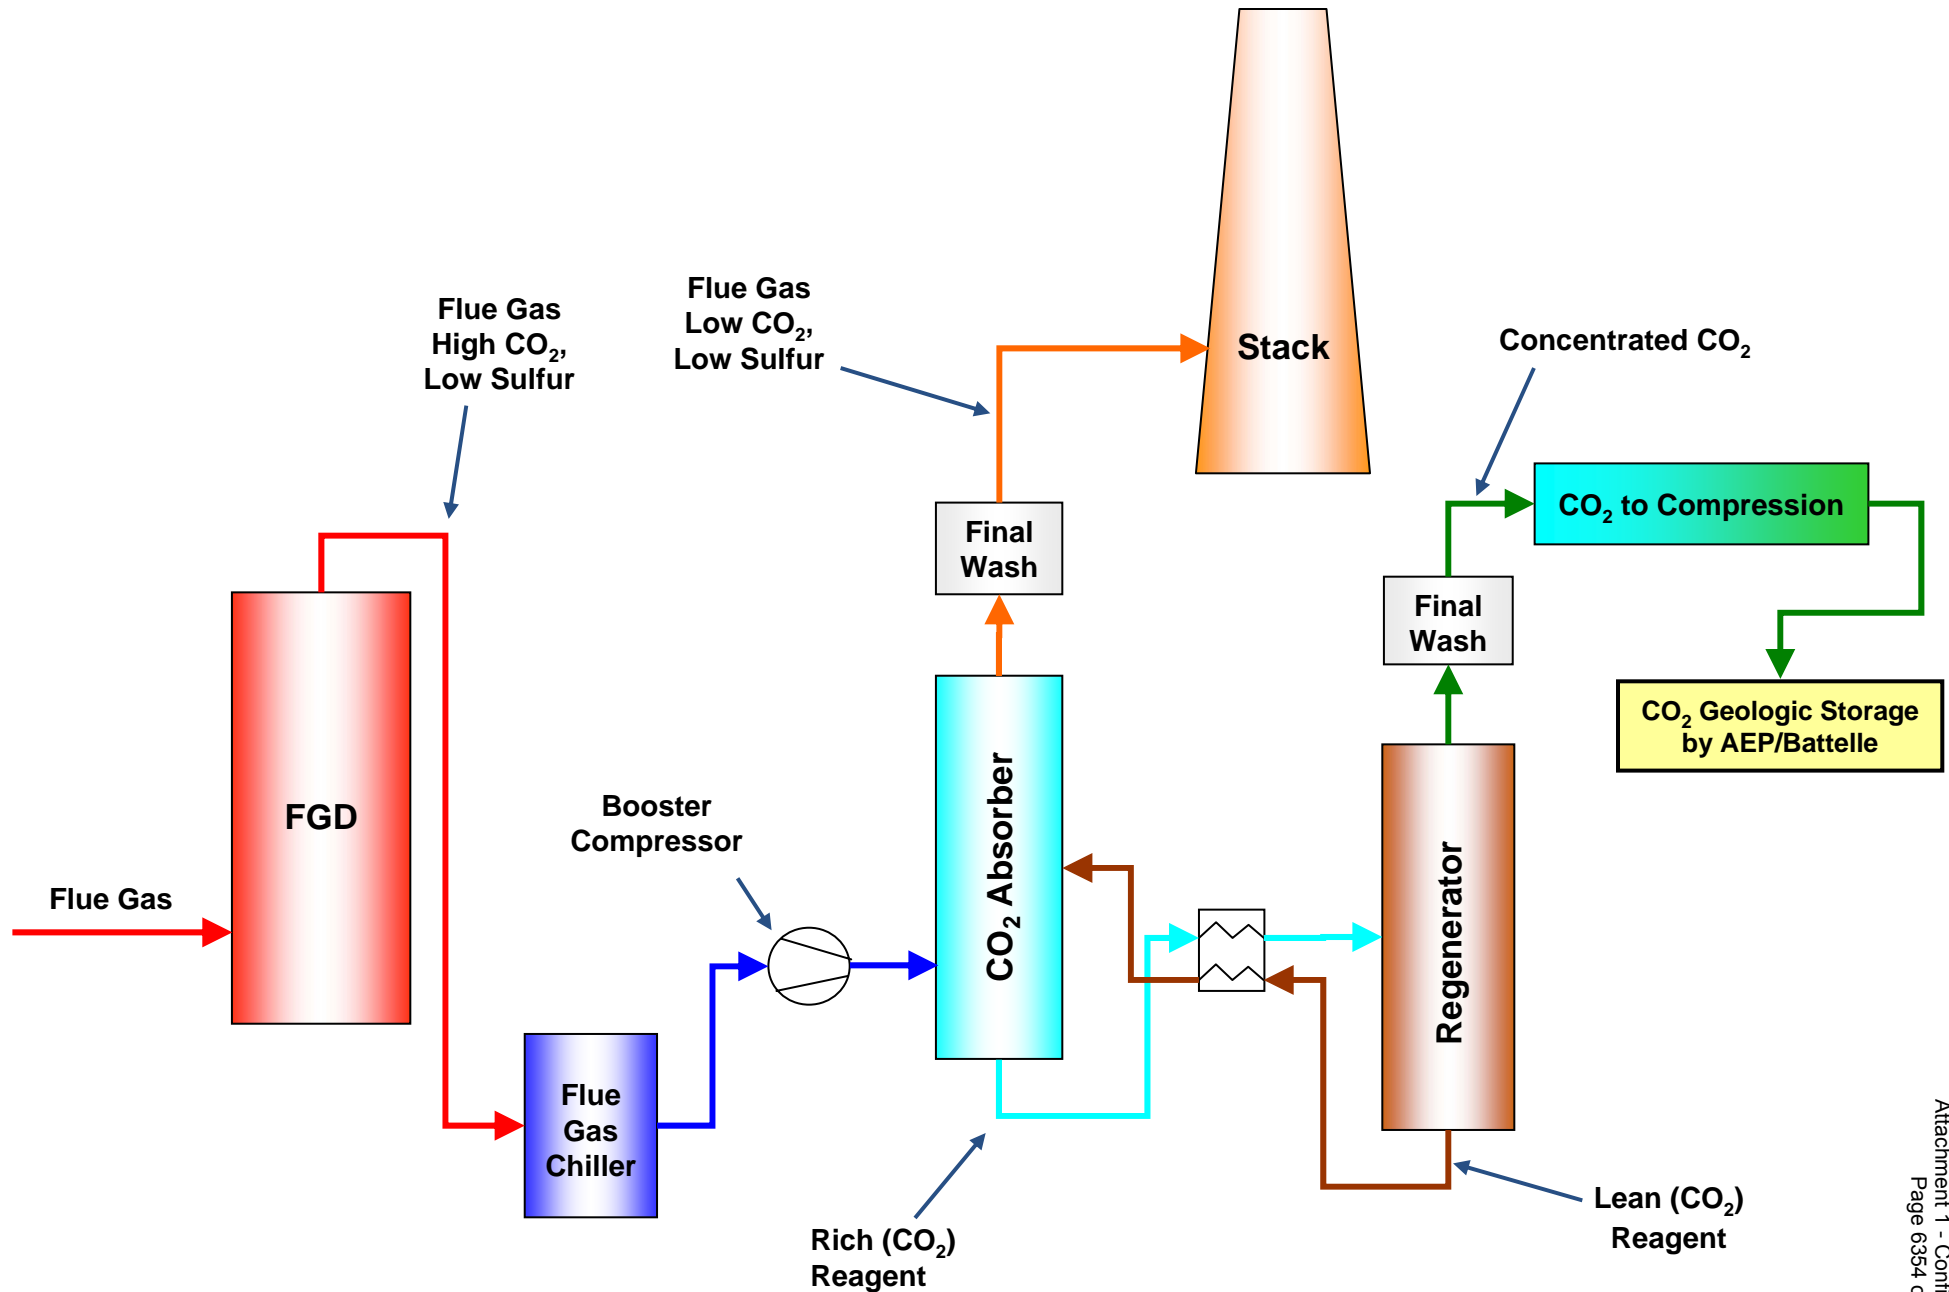 Flue Gas
High CO₂,
Low Sulfur
Flue Gas
Low CO₂,
Low Sulfur
Stack
Concentrated CO₂
CO₂ to Compression
Final
Wash
Final
Wash
CO₂ Geologic Storage
by AEP/Battelle
FGD
Flue Gas
Booster
Compressor
CO₂ Absorber
Regenerator
Flue
Gas
Chiller
Rich (CO₂)
Reagent
Lean (CO₂)
Reagent
Attachment 1 -
Page 6354